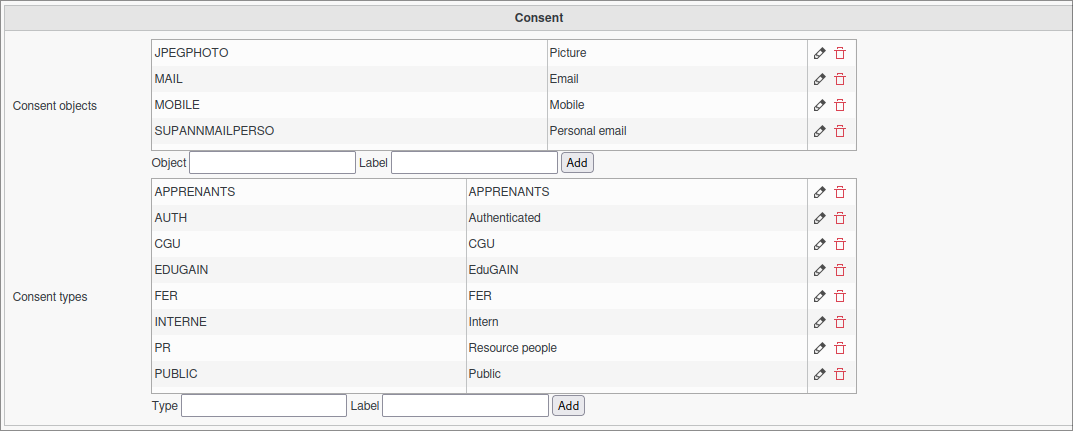 Consent
Consent objects
JPEGPHOTO Picture
MAIL Email
MOBILE Mobile
SUPANNMAILPERSO Personal email
Object Label Add
Consent types
APPRENANTS APPRENANTS
AUTH Authenticated
CGU CGU
EDUGAIN EduGAIN
FER FER
INTERNE Intern
PR Resource people
PUBLIC Public
Type Label Add